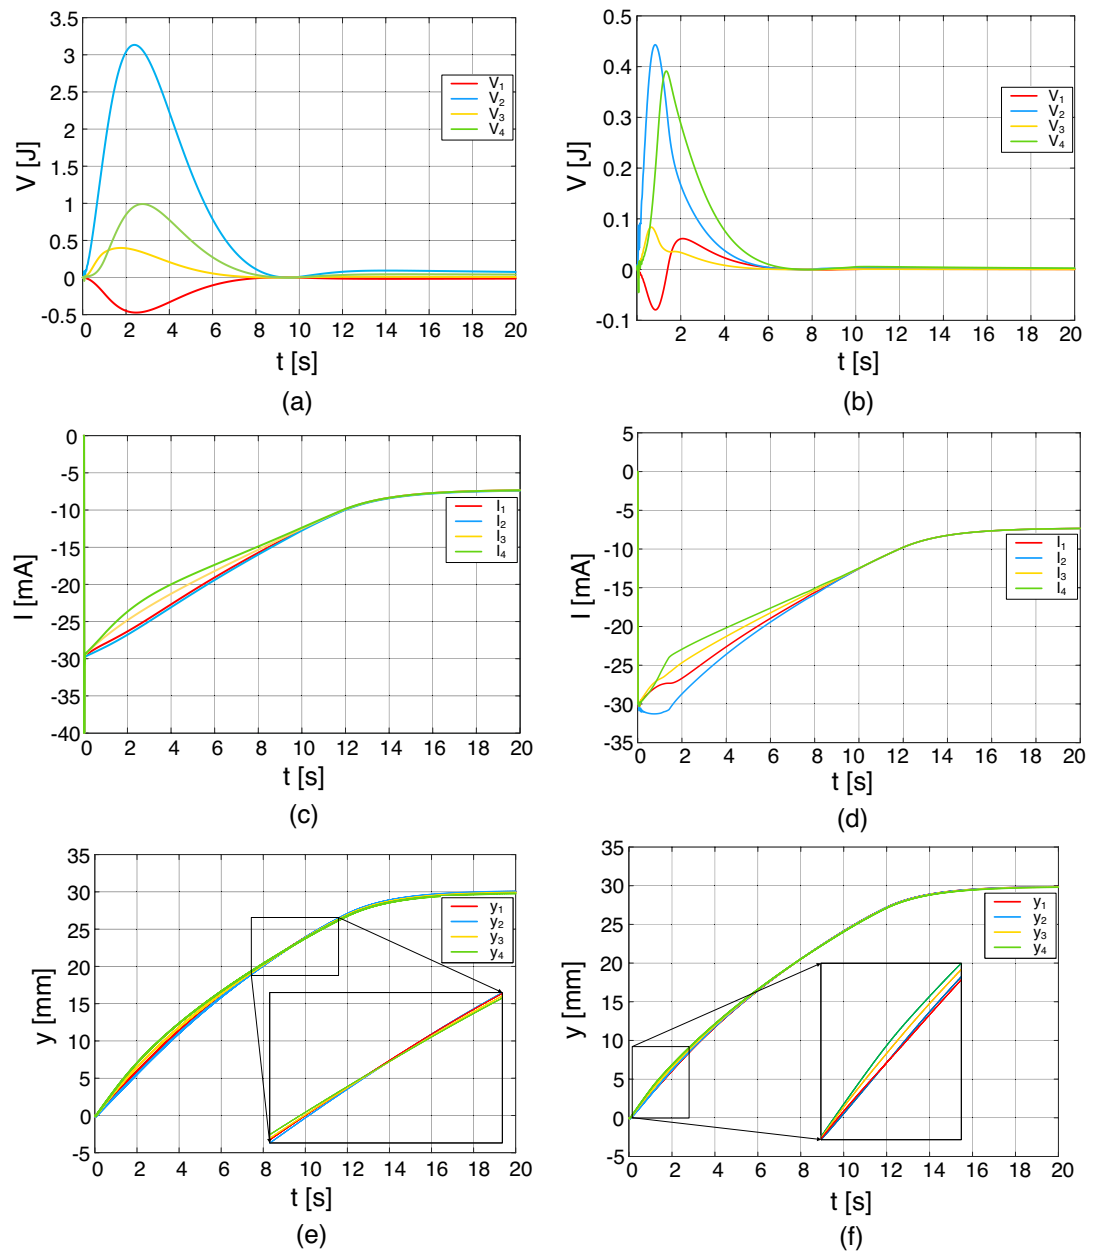 3.5
3
2.5
2
1.5
1
0.5
0
-0.5
V [J]
0 2 4 6 8 10 12 14 16 18 20
t [s]
V1
V2
V3
V4
(a)
0.5
0.4
0.3
0.2
0.1
0
-0.1
V [J]
2 4 6 8 10 12 14 16 18 20
t [s]
V1
V2
V3
V4
(b)
0
-5
-10
-15
-20
-25
-30
-35
-40
I [mA]
0 2 4 6 8 10 12 14 16 18 20
t [s]
I1
I2
I3
I4
(c)
5
0
-5
-10
-15
-20
-25
-30
-35
I [mA]
0 2 4 6 8 10 12 14 16 18 20
t [s]
I1
I2
I3
I4
(d)
35
30
25
20
15
10
5
0
-5
y [mm]
0 2 4 6 8 10 12 14 16 18 20
t [s]
y1
y2
y3
y4
(e)
35
30
25
20
15
10
5
0
-5
y [mm]
0 2 4 6 8 10 12 14 16 18 20
t [s]
y1
y2
y3
y4
(f)